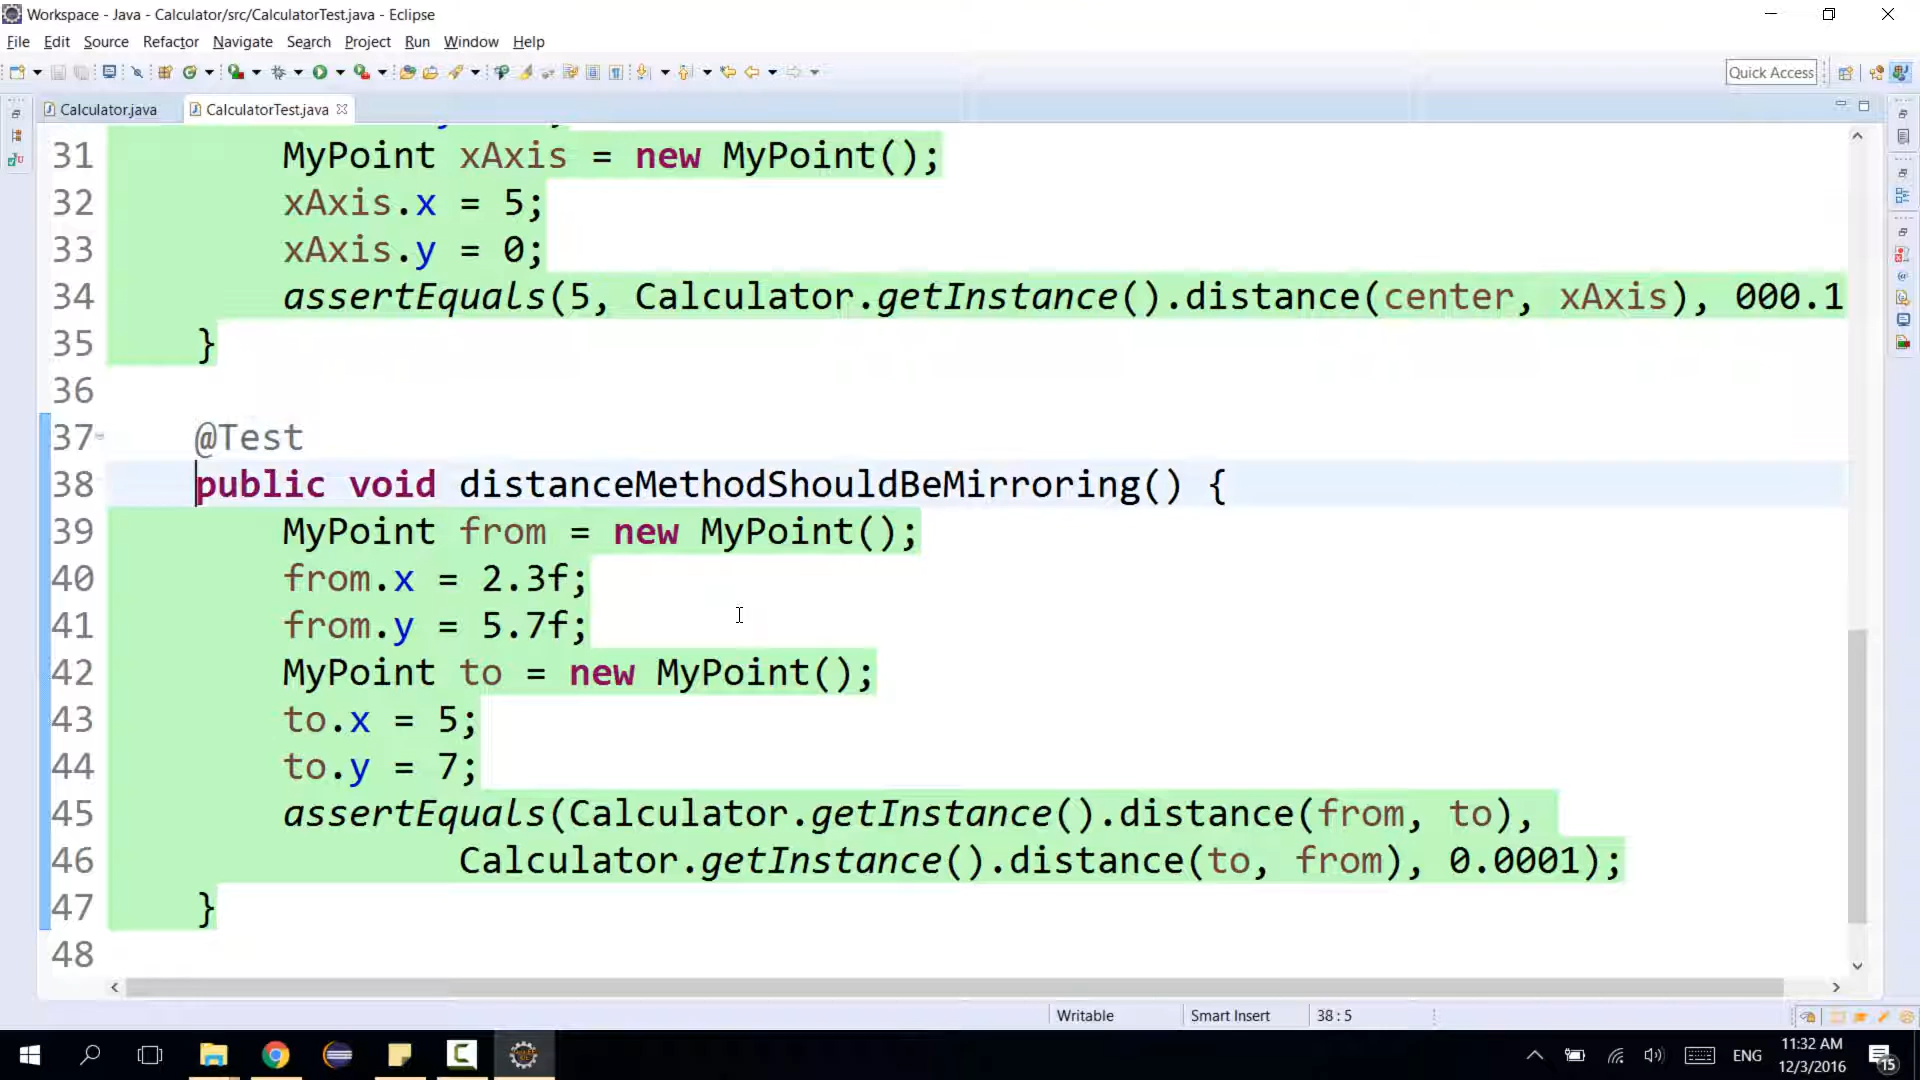 Workspace - Java - Calculator/src/CalculatorTest.java - Eclipse
File Edit Source Refactor Navigate Search Project Run Window Help
Quick Access
Calculator.java CalculatorTest.java
31 MyPoint xAxis = new MyPoint();
32 xAxis.x = 5;
33 xAxis.y = 0;
34 assertEquals(5, Calculator.getInstance().distance(center, xAxis), 000.1
35 }
36
37 @Test
38 public void distanceMethodShouldBeMirroring() {
39 MyPoint from = new MyPoint();
40 from.x = 2.3f;
41 from.y = 5.7f;
42 MyPoint to = new MyPoint();
43 to.x = 5;
44 to.y = 7;
45 assertEquals(Calculator.getInstance().distance(from, to),
46 Calculator.getInstance().distance(to, from), 0.0001);
47 }
48
Writable Smart Insert 38 : 5
ENG 11:32 AM 15
12/3/2016